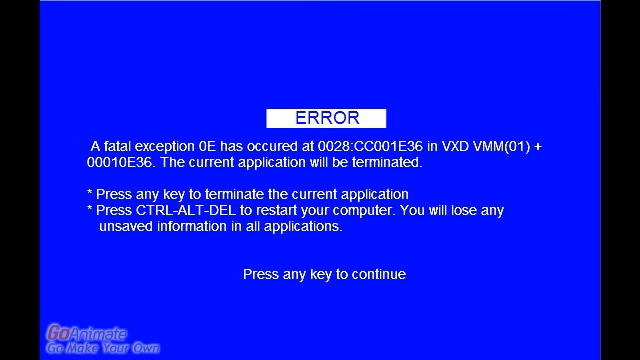 ERROR
A fatal exception 0E has occured at 0028:CC001E36 in VXD VMM(01) +
00010E36. The current application will be terminated.
* Press any key to terminate the current application
* Press CTRL-ALT-DEL to restart your computer. You will lose any
unsaved information in all applications.
Press any key to continue
GoAnimate
Go Make Your Own